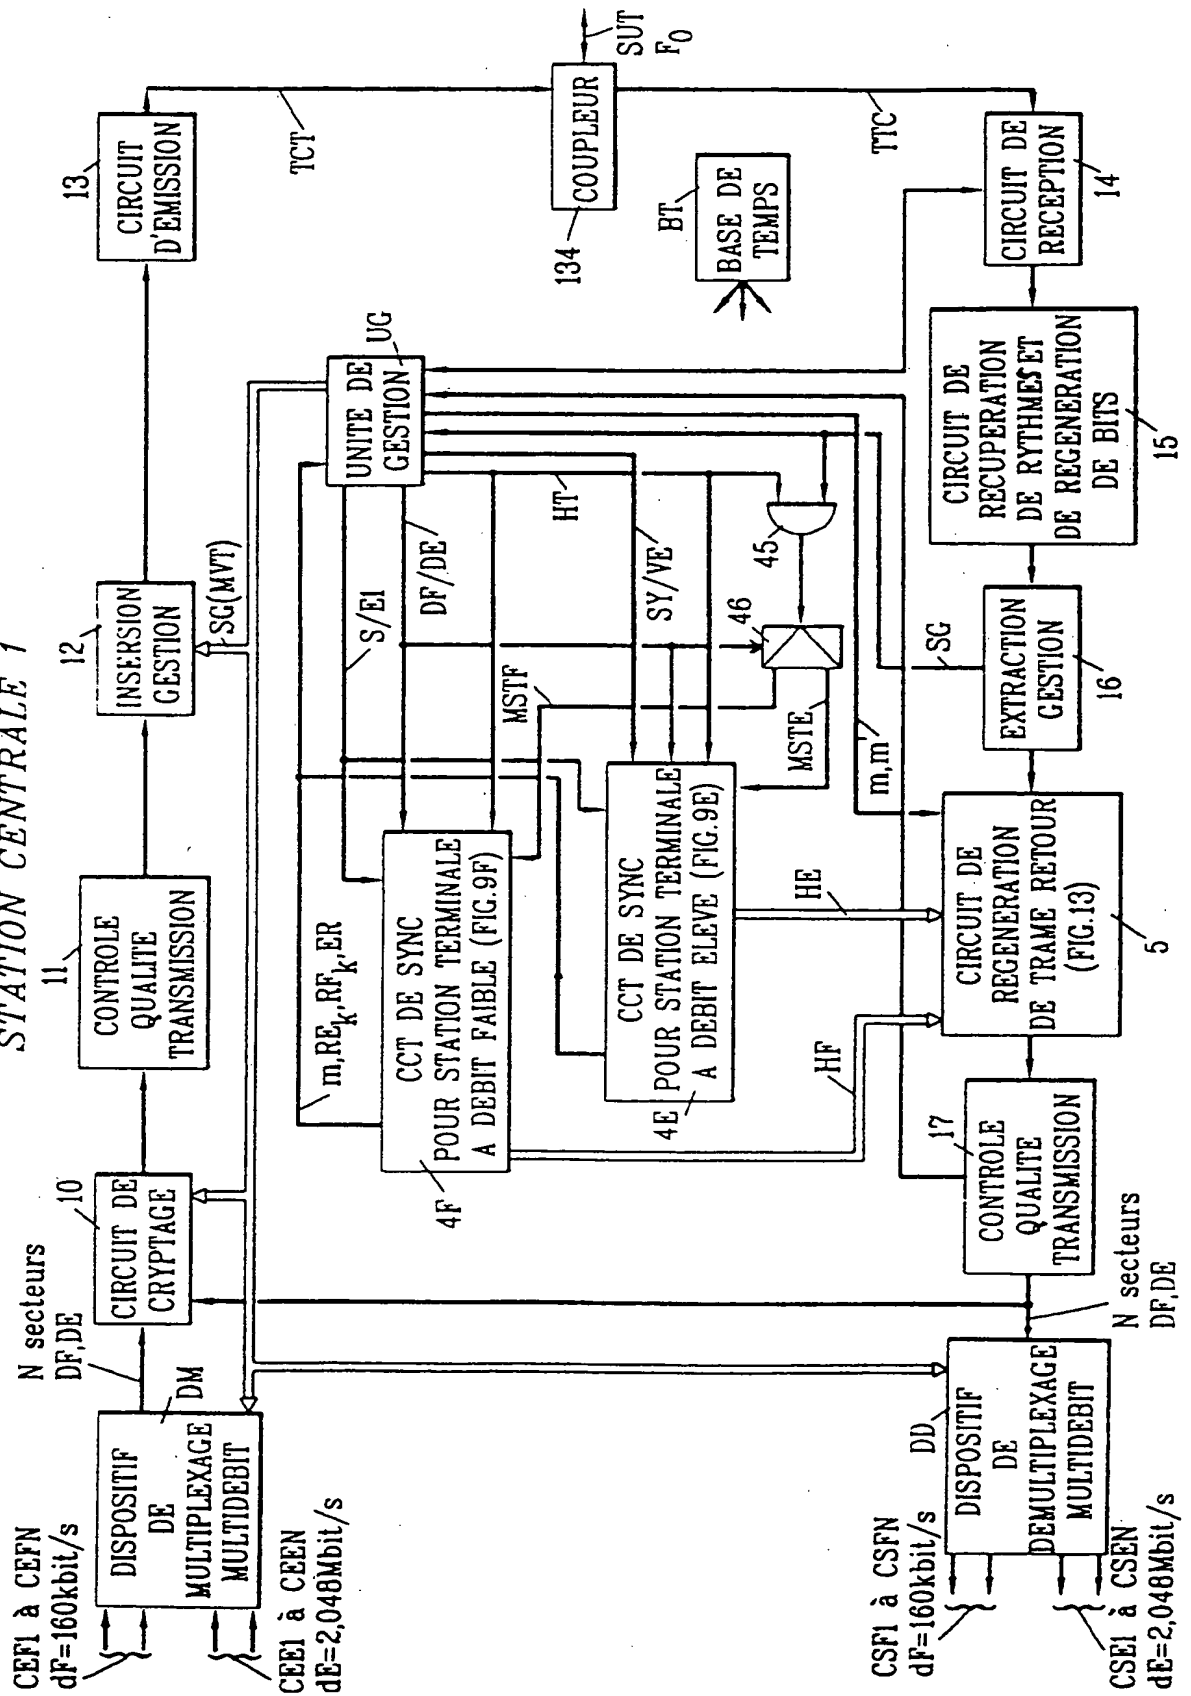 STATION CENTRALE 1
CEF1 à CEFN
dF=160kbit/s
CEE1 à CEEN
dE=2,048Mbit/s
DISPOSITIF
DE
MULTIPLEXAGE
MULTIDEBIT
DM
N secteurs
DF,DE
10
CIRCUIT DE
CRYPTAGE
11
CONTROLE
QUALITE
TRANSMISSION
12
INSERSION
GESTION
SG(MVT)
13
CIRCUIT
D'EMISSION
TCT
134
COUPLEUR
SUT
F0
TTC
BT
BASE DE
TEMPS
UG
UNITE DE
GESTION
S/E1
DF/DE
HT
SY/VE
m,REk,RFk,ER
MSTF
MSTE
45
46
4F
CCT DE SYNC
POUR STATION TERMINALE
A DEBIT FAIBLE (FIG.9F)
4E
CCT DE SYNC
POUR STATION TERMINALE
A DEBIT ELEVE (FIG.9E)
HF
HE
m,m
SG
14
CIRCUIT DE
RECEPTION
15
CIRCUIT DE
RECUPERATION
DE RYTHMES ET
DE REGENERATION
DE BITS
16
EXTRACTION
GESTION
5
CIRCUIT DE
REGENERATION
DE TRAME RETOUR
(FIG.13)
17
CONTROLE
QUALITE
TRANSMISSION
N secteurs
DF,DE
DD
DISPOSITIF
DE
DEMULTIPLEXAGE
MULTIDEBIT
CSF1 à CSFN
dF=160kbit/s
CSE1 à CSEN
dE=2,048Mbit/s